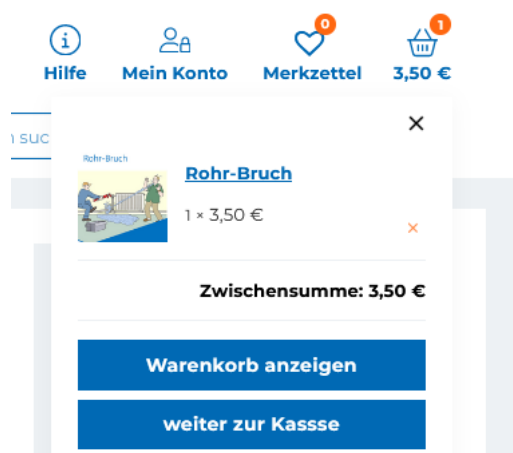 0
1
Hilfe
Mein Konto
Merkzettel
3,50 €
suc
Rohr-Bruch
Rohr-Bruch
1 × 3,50 €
Zwischensumme: 3,50 €
Warenkorb anzeigen
weiter zur Kassse